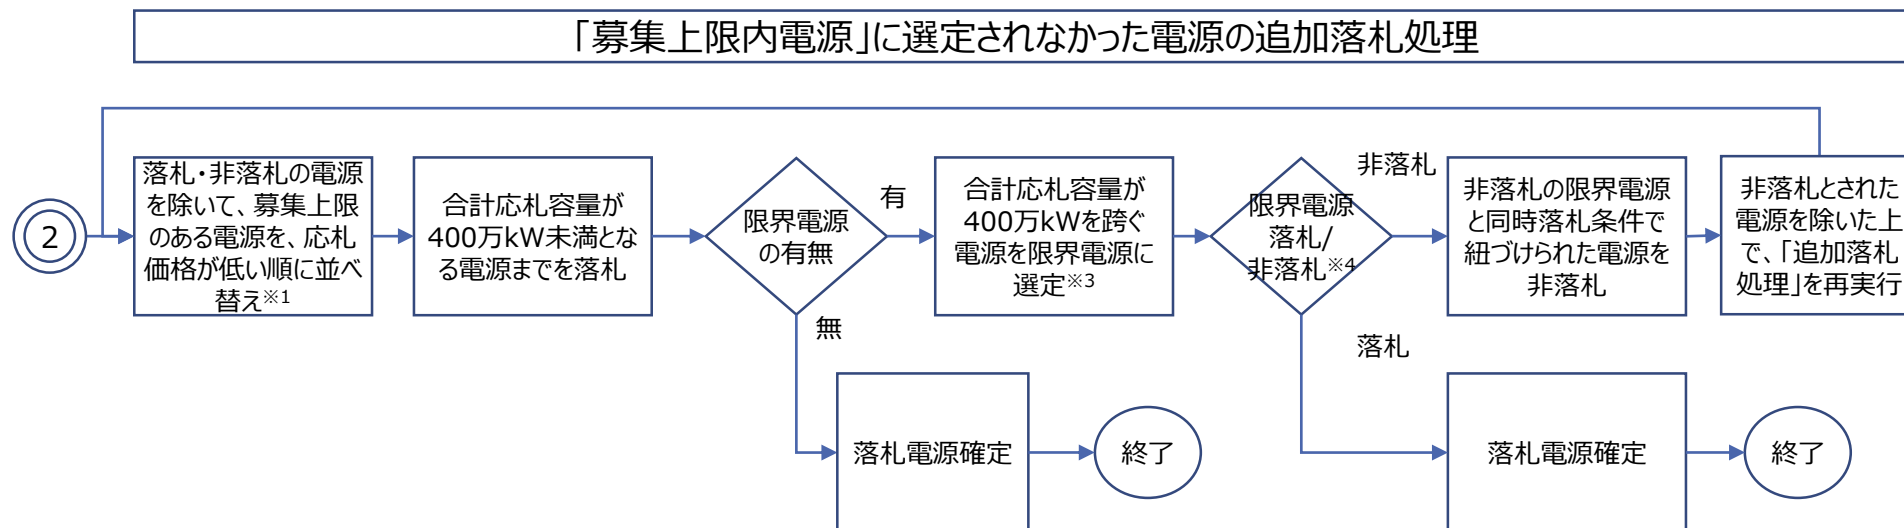 「募集上限内電源」に選定されなかった電源の追加落札処理
2
落札・非落札の電源
を除いて、募集上限
のある電源を、応札
価格が低い順に並べ
替え※1
合計応札容量が
400万kW未満とな
る電源までを落札
限界電源
の有無
有
無
合計応札容量が
400万kWを跨ぐ
電源を限界電源に
選定※3
限界電源
落札/
非落札※4
非落札
落札
非落札の限界電源
と同時落札条件で
紐づけられた電源を
非落札
非落札とされた
電源を除いた上
で、「追加落札
処理」を再実行
落札電源確定
終了
落札電源確定
終了